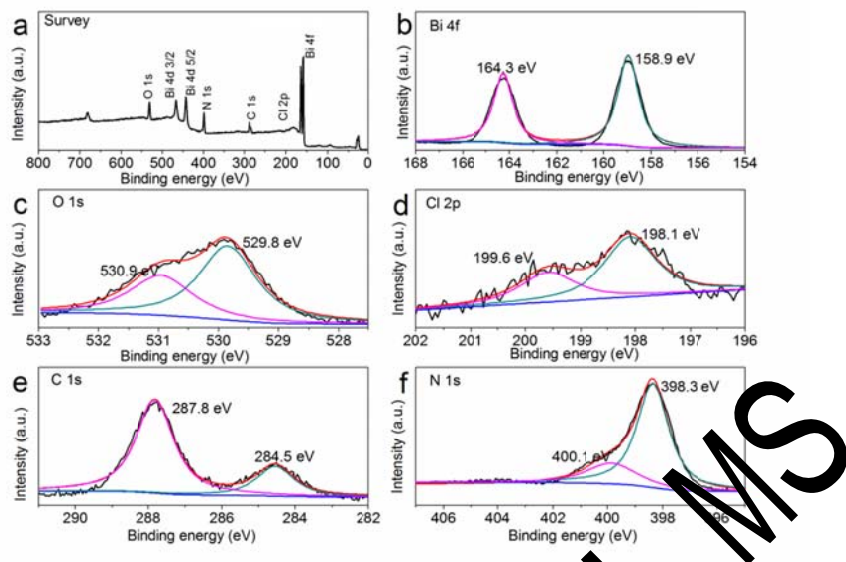 a Survey
Intensity (a.u.)
O 1s
Bi 4d 3/2
Bi 4d 5/2
N 1s
C 1s
Cl 2p
Bi 4f
800 700 600 500 400 300 200 100 0
Binding energy (eV)
b Bi 4f
Intensity (a.u.)
164.3 eV
158.9 eV
168 166 164 162 160 158 156 154
Binding energy (eV)
c O 1s
Intensity (a.u.)
530.9 eV
529.8 eV
533 532 531 530 529 528
Binding energy (eV)
d Cl 2p
Intensity (a.u.)
199.6 eV
198.1 eV
202 201 200 199 198 197 196
Binding energy (eV)
e C 1s
Intensity (a.u.)
287.8 eV
284.5 eV
290 288 286 284 282
Binding energy (eV)
f N 1s
Intensity (a.u.)
400.1 eV
398.3 eV
406 404 402 400 398
Binding energy (eV)
MS